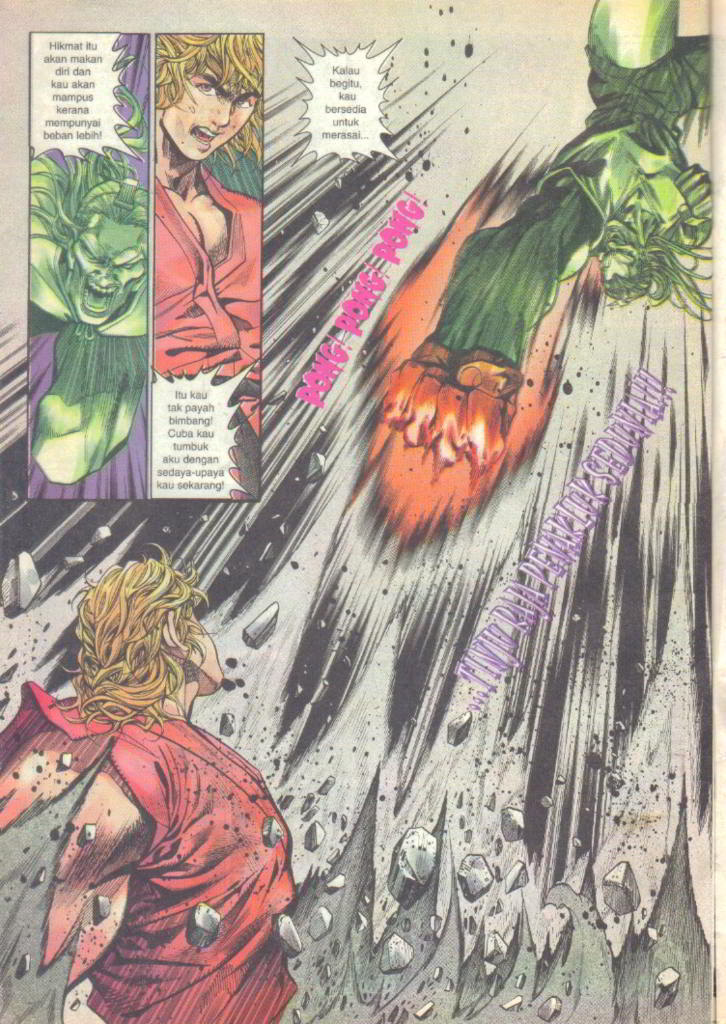 Hikmat itu
akan makan
diri dan
kau akan
mampus
kerana
mempunyai
beban lebih!
Itu kau
tak payah
bimbang!
Cuba kau
tumbuk
aku dengan
sedaya-upaya
kau sekarang!
Kalau
begitu,
kau
bersedia
untuk
merasai...
PONG! PONG! PONG!
...TINJU RAJA PENAKLUK SEDUNIA!!!